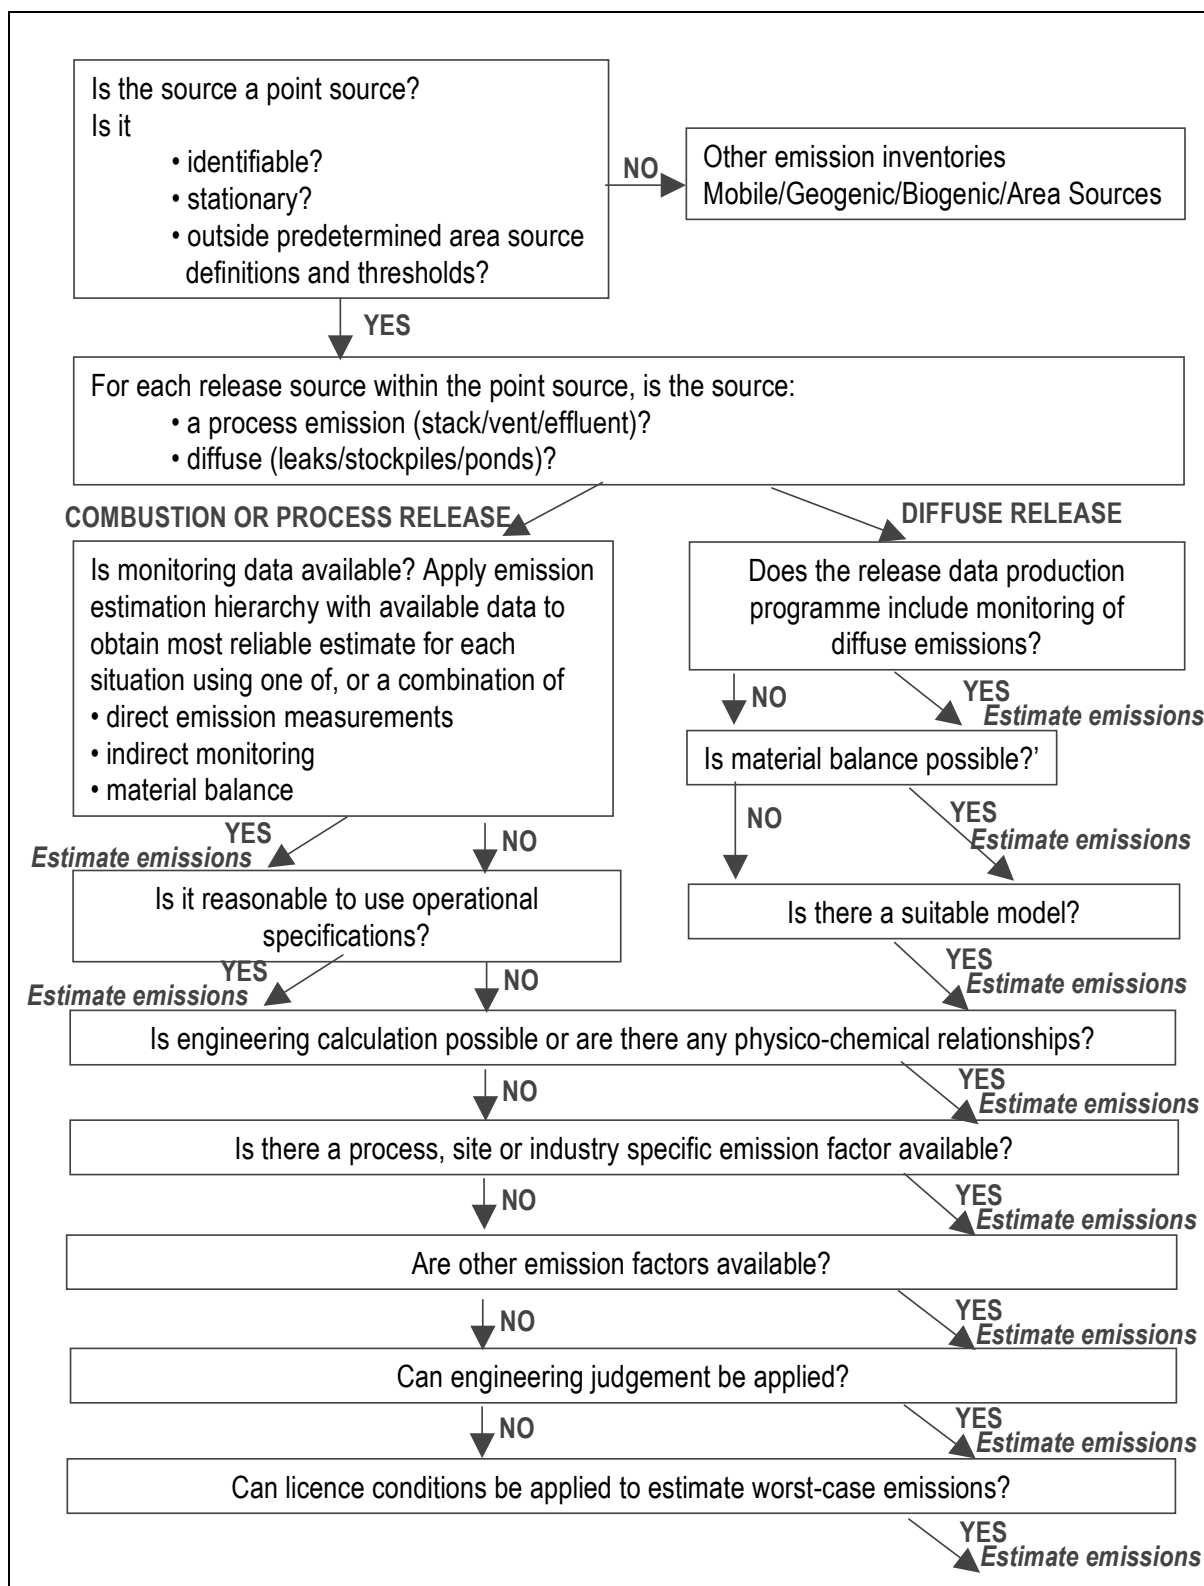 Is the source a point source?
Is it
• identifiable?
• stationary?
• outside predetermined area source
definitions and thresholds?
NO
Other emission inventories
Mobile/Geogenic/Biogenic/Area Sources
YES
For each release source within the point source, is the source:
• a process emission (stack/vent/effluent)?
• diffuse (leaks/stockpiles/ponds)?
COMBUSTION OR PROCESS RELEASE
Is monitoring data available? Apply emission
estimation hierarchy with available data to
obtain most reliable estimate for each
situation using one of, or a combination of
• direct emission measurements
• indirect monitoring
• material balance
YES
Estimate emissions
NO
Is it reasonable to use operational
specifications?
YES
Estimate emissions
NO
DIFFUSE RELEASE
Does the release data production
programme include monitoring of
diffuse emissions?
NO
YES
Estimate emissions
Is material balance possible?’
NO
YES
Estimate emissions
Is there a suitable model?
YES
Estimate emissions
Is engineering calculation possible or are there any physico-chemical relationships?
NO
YES
Estimate emissions
Is there a process, site or industry specific emission factor available?
NO
YES
Estimate emissions
Are other emission factors available?
NO
YES
Estimate emissions
Can engineering judgement be applied?
NO
YES
Estimate emissions
Can licence conditions be applied to estimate worst-case emissions?
YES
Estimate emissions